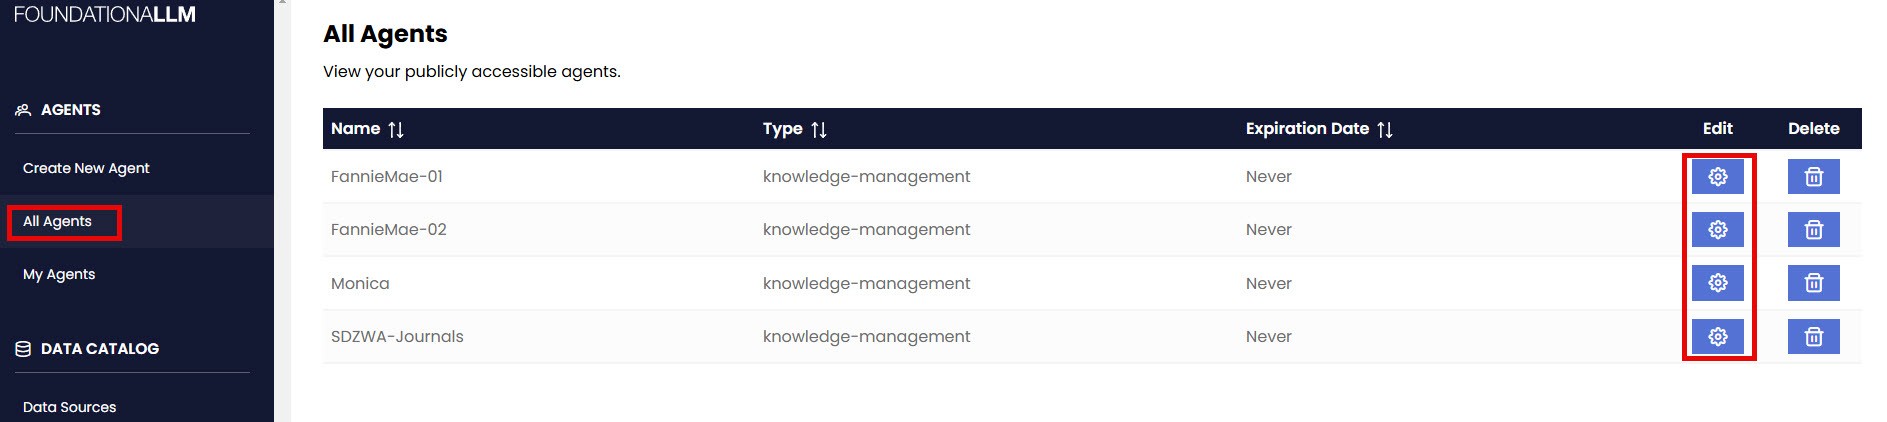 FOUNDATIONALLM
AGENTS
Create New Agent
All Agents
My Agents
DATA CATALOG
Data Sources
All Agents
View your publicly accessible agents.
Name Type Expiration Date Edit Delete
FannieMae-01 knowledge-management Never
FannieMae-02 knowledge-management Never
Monica knowledge-management Never
SDZWA-Journals knowledge-management Never